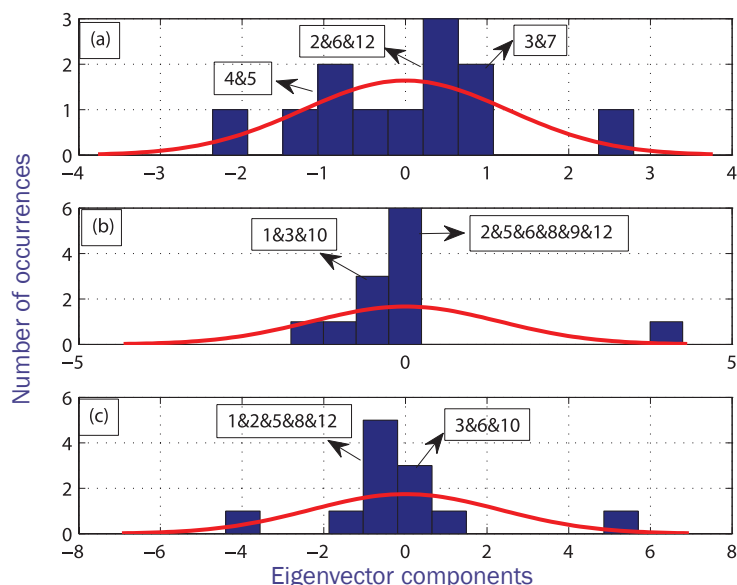 (a)
3
2
1
0
2&6&12
3&7
4&5
−4 −3 −2 −1 0 1 2 3 4
(b)
6
4
2
0
1&3&10
2&5&6&8&9&12
−5 0 5
(c)
6
4
2
0
1&2&5&8&12
3&6&10
−8 −6 −4 −2 0 2 4 6 8
Number of occurrences
Eigenvector components